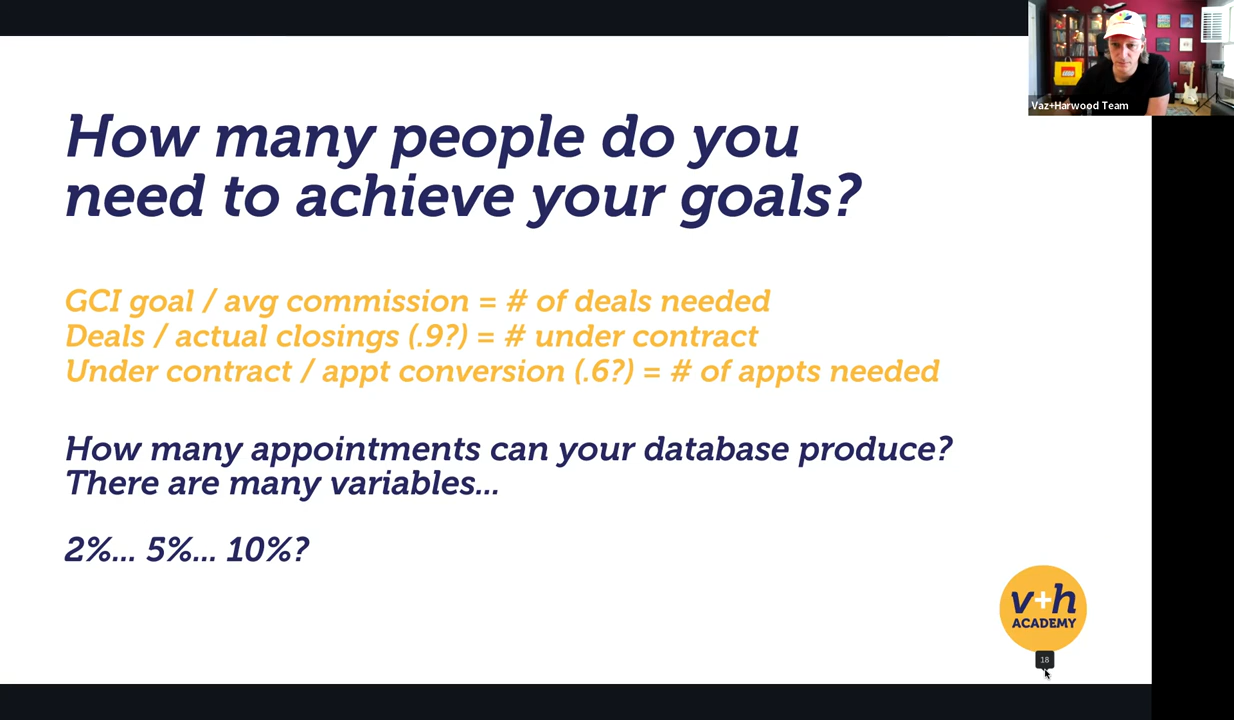 How many people do you
need to achieve your goals?
GCI goal / avg commission = # of deals needed
Deals / actual closings (.9?) = # under contract
Under contract / appt conversion (.6?) = # of appts needed
How many appointments can your database produce?
There are many variables...
2%... 5%... 10%?
v+h
ACADEMY
18
Vaz+Harwood Team